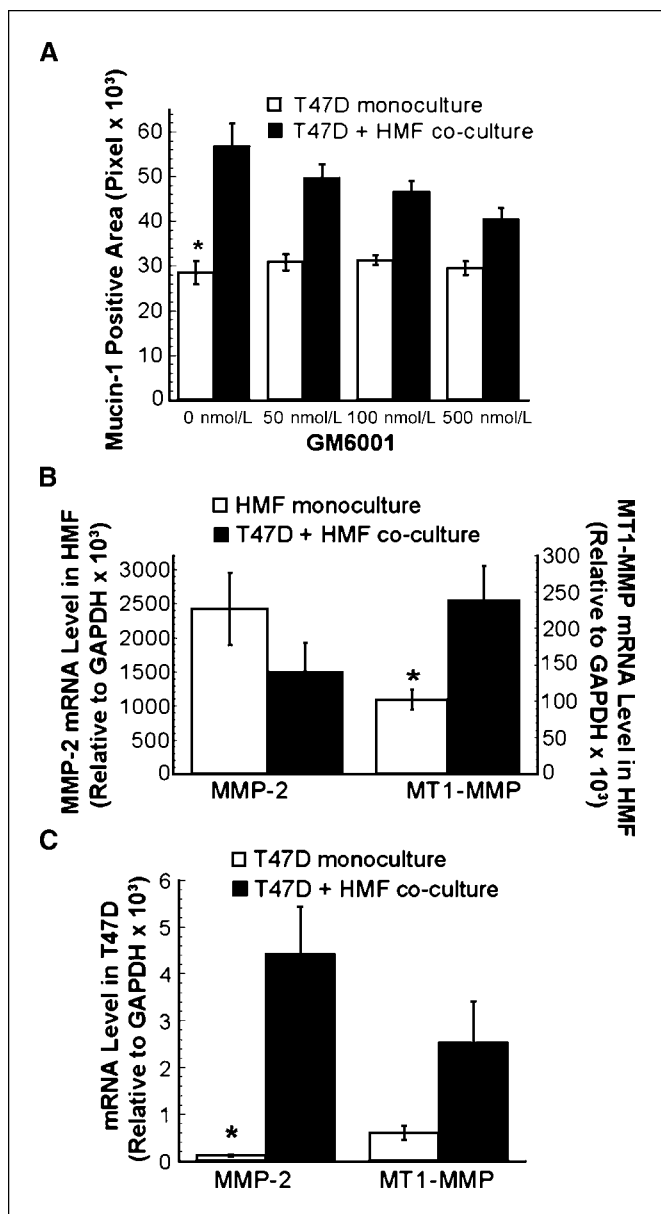 A
T47D monoculture
T47D + HMF co-culture
Mucin-1 Positive Area (Pixel x 10³)
60
50
40
30
20
10
0
*
0 nmol/L 50 nmol/L 100 nmol/L 500 nmol/L
GM6001
B
HMF monoculture
T47D + HMF co-culture
MMP-2 mRNA Level in HMF
(Relative to GAPDH x 10³)
3000
2500
2000
1500
1000
500
0
*
MMP-2 MT1-MMP
300
250
200
150
100
50
0
MT1-MMP mRNA Level in HMF
(Relative to GAPDH x 10³)
C
T47D monoculture
T47D + HMF co-culture
mRNA Level in T47D
(Relative to GAPDH x 10³)
6
5
4
3
2
1
0
*
MMP-2 MT1-MMP